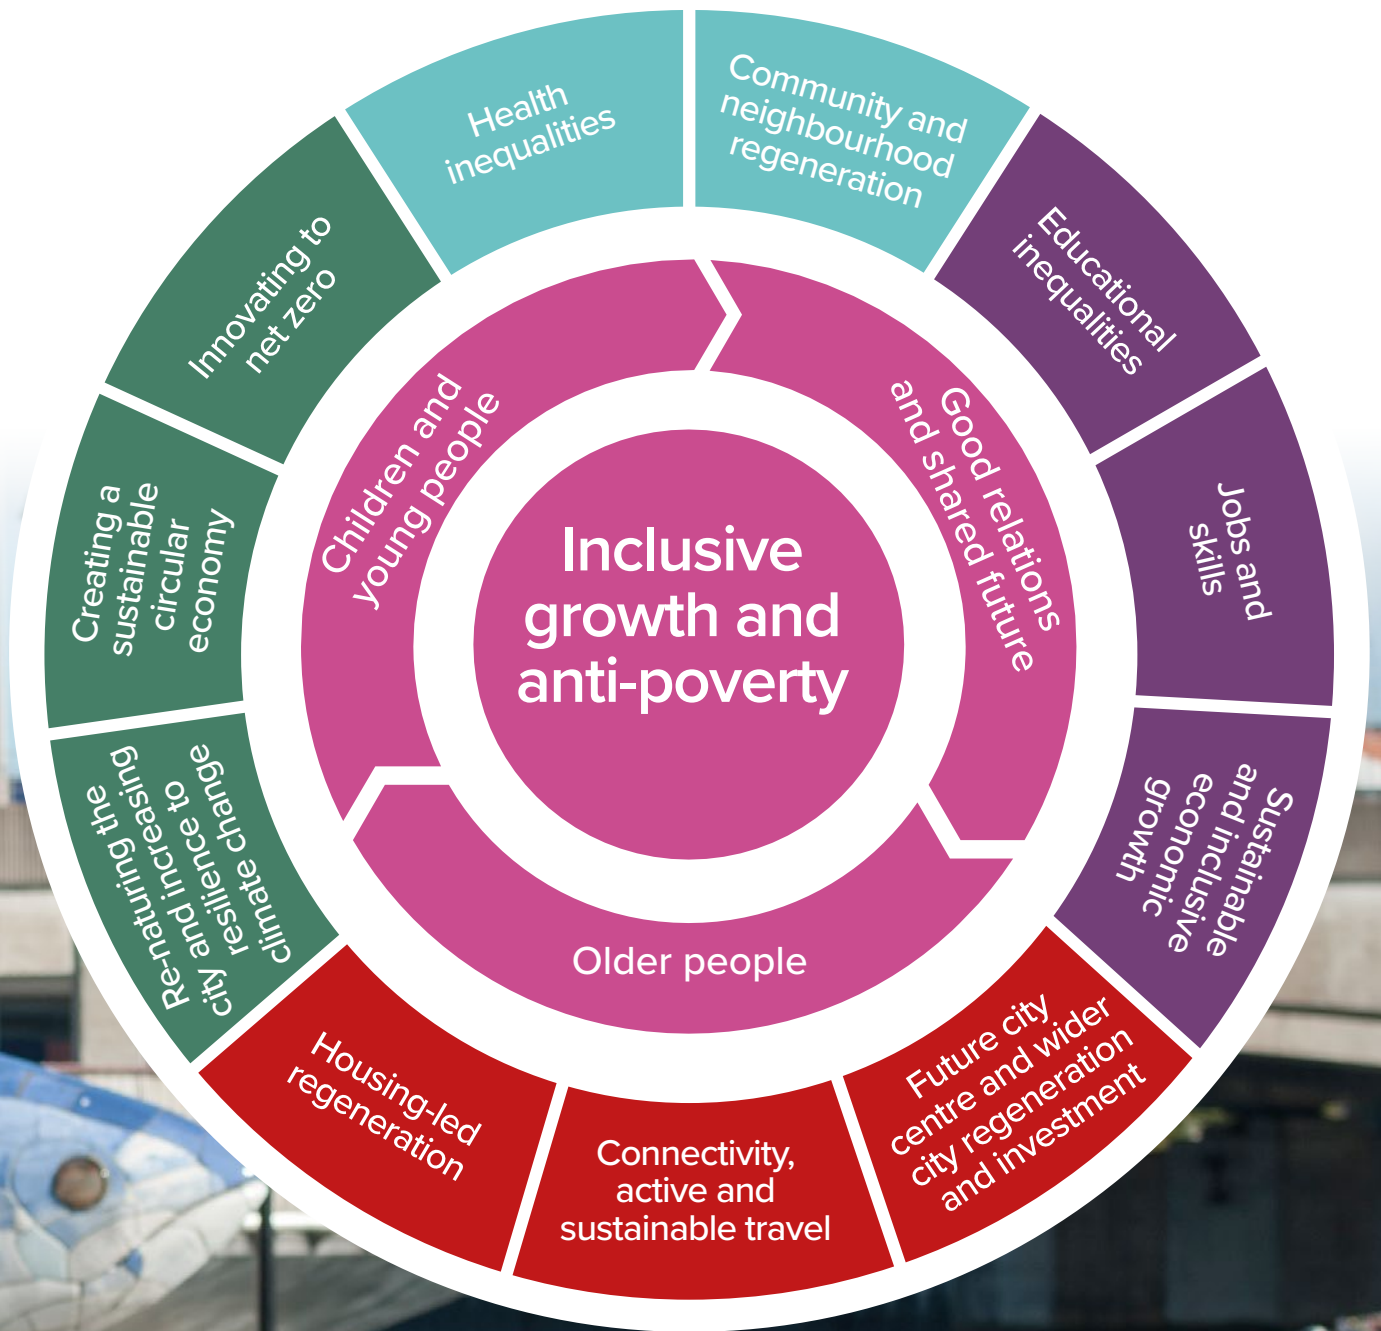 Health
inequalities
Community and
neighbourhood
regeneration
Educational
inequalities
Jobs and
skills
Sustainable
and inclusive
economic
growth
Future city
centre and wider
city regeneration
and investment
Connectivity,
active and
sustainable travel
Housing-led
regeneration
Re-naturing the
city and increasing
resilience to
climate change
Creating a
sustainable
circular
economy
Innovating to
net zero
Children and
young people
Good relations
and shared future
Older people
Inclusive
growth and
anti-poverty